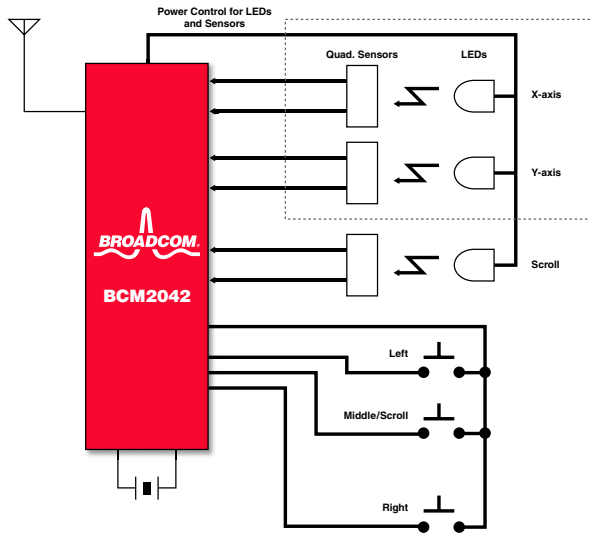 Power Control for LEDs
and Sensors
Quad. Sensors
LEDs
X-axis
Y-axis
BROADCOM®
BCM2042
Scroll
Left
Middle/Scroll
Right